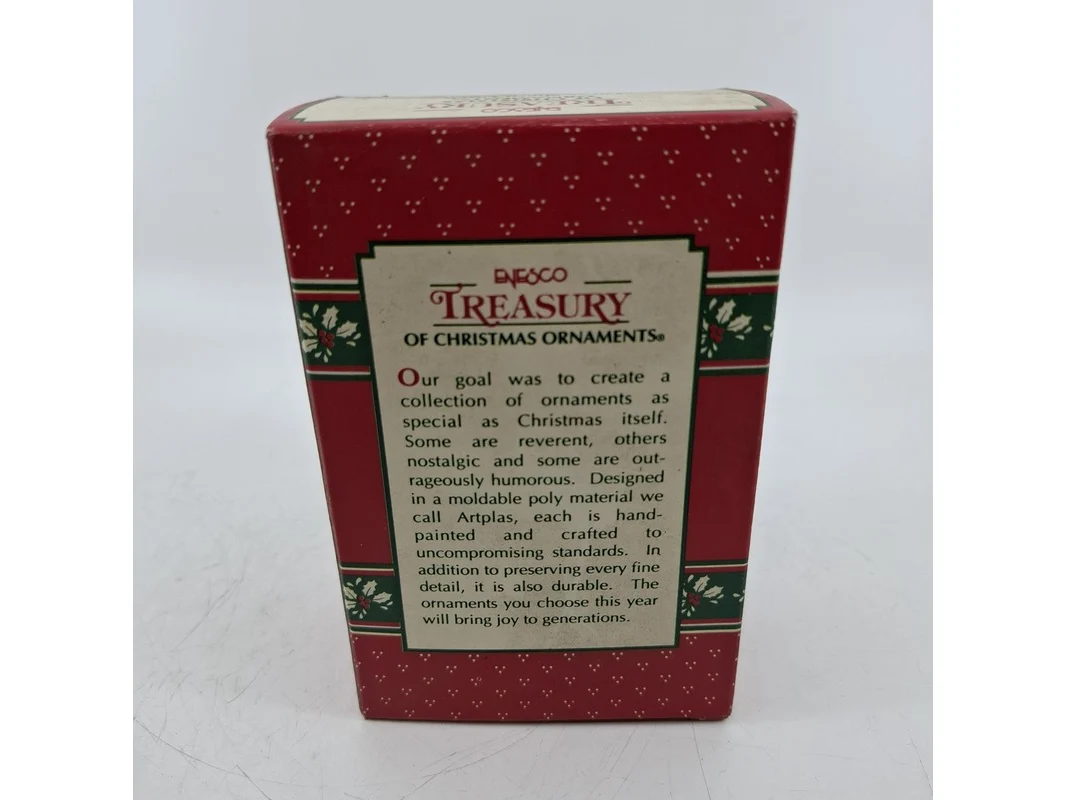 ENESCO
TREASURY
ENESCO
TREASURY
OF CHRISTMAS ORNAMENTS®
Our goal was to create a
collection of ornaments as
special as Christmas itself.
Some are reverent, others
nostalgic and some are out-
rageously humorous. Designed
in a moldable poly material we
call Artplas, each is hand-
painted and crafted to
uncompromising standards. In
addition to preserving every fine
detail, it is also durable. The
ornaments you choose this year
will bring joy to generations.